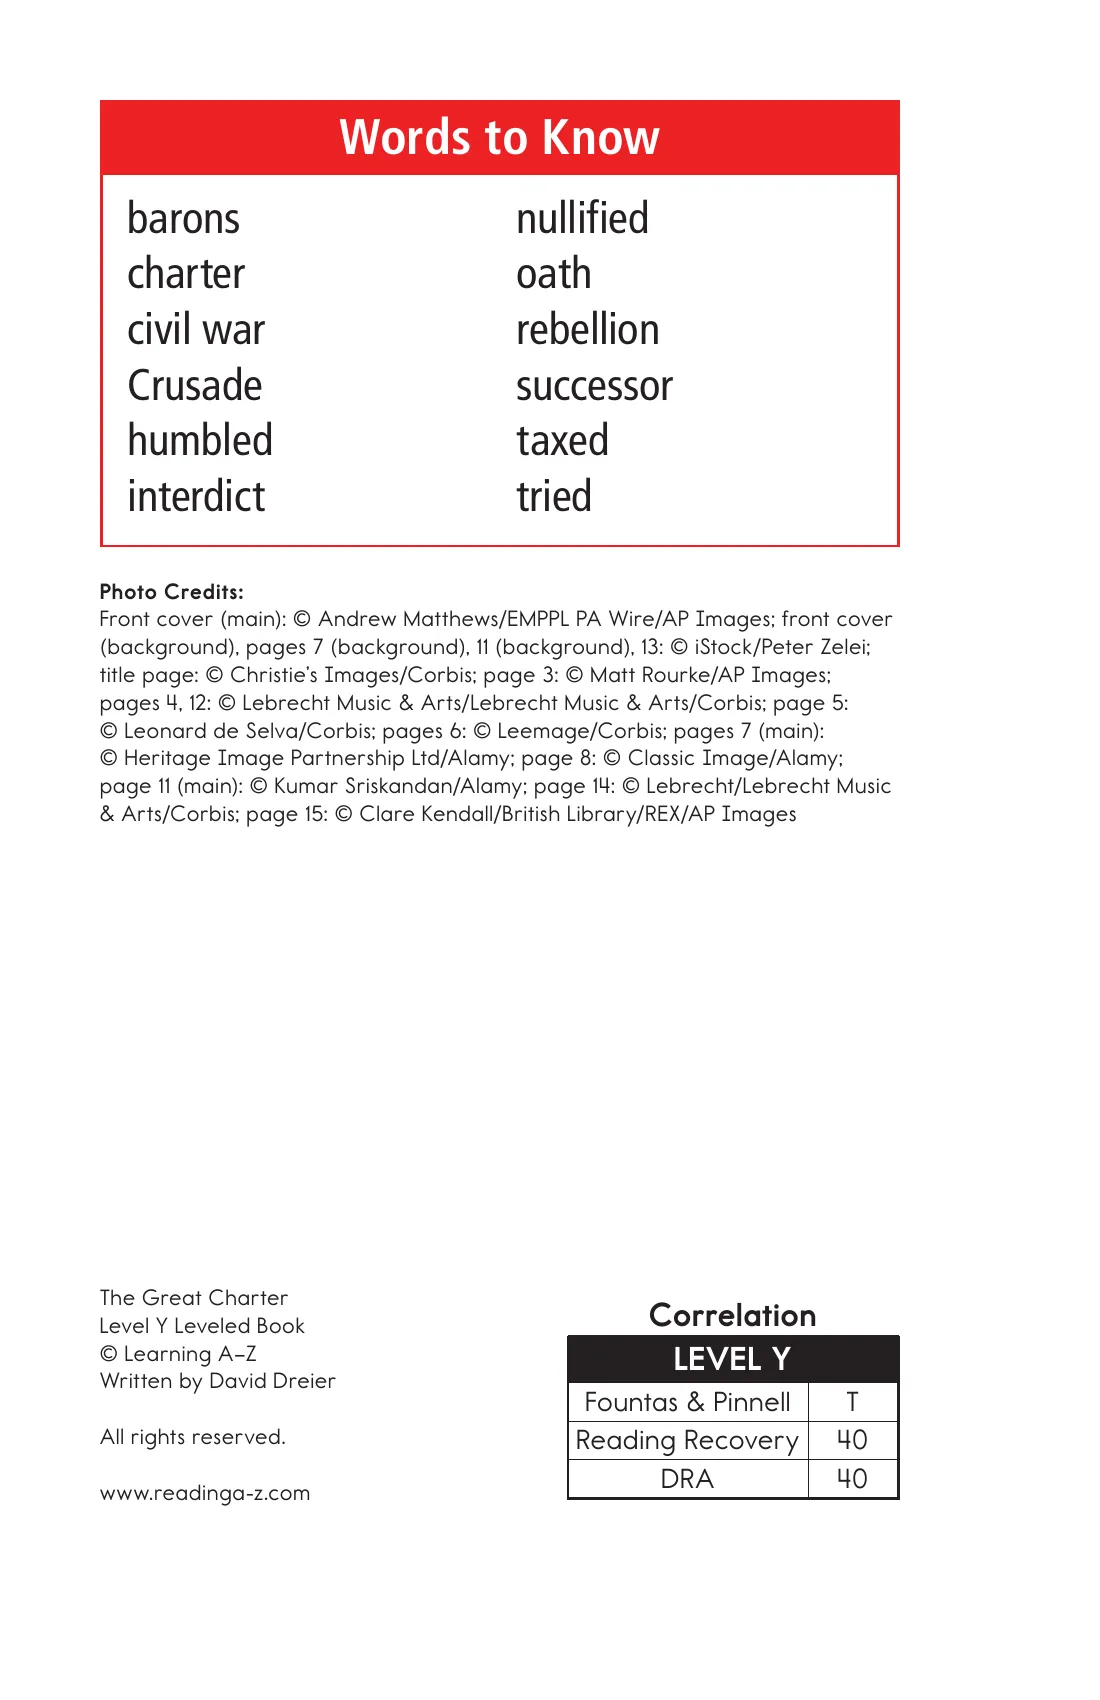 Words to Know
barons
charter
civil war
Crusade
humbled
interdict
nullified
oath
rebellion
successor
taxed
tried
Photo Credits:
Front cover (main): © Andrew Matthews/EMPPL PA Wire/AP Images; front cover
(background), pages 7 (background), 11 (background), 13: © iStock/Peter Zelei;
title page: © Christie’s Images/Corbis; page 3: © Matt Rourke/AP Images;
pages 4, 12: © Lebrecht Music & Arts/Lebrecht Music & Arts/Corbis; page 5:
© Leonard de Selva/Corbis; pages 6: © Leemage/Corbis; pages 7 (main):
© Heritage Image Partnership Ltd/Alamy; page 8: © Classic Image/Alamy;
page 11 (main): © Kumar Sriskandan/Alamy; page 14: © Lebrecht/Lebrecht Music
& Arts/Corbis; page 15: © Clare Kendall/British Library/REX/AP Images
The Great Charter
Level Y Leveled Book
© Learning A–Z
Written by David Dreier
All rights reserved.
www.readinga-z.com
Correlation
LEVEL Y
Fountas & Pinnell T
Reading Recovery 40
DRA 40